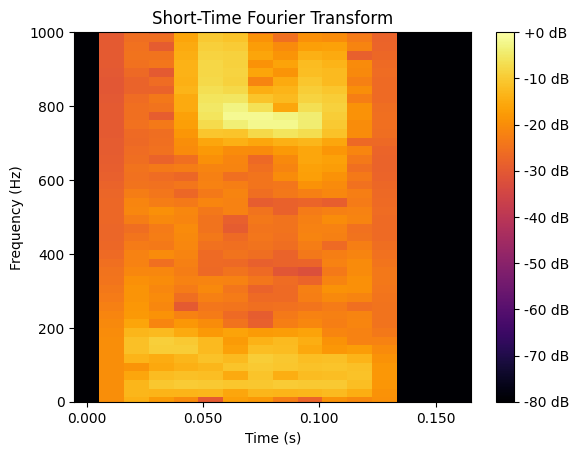 Short-Time Fourier Transform
1000
800
600
400
200
0
Frequency (Hz)
0.000
0.050
0.100
0.150
Time (s)
+0 dB
-10 dB
-20 dB
-30 dB
-40 dB
-50 dB
-60 dB
-70 dB
-80 dB